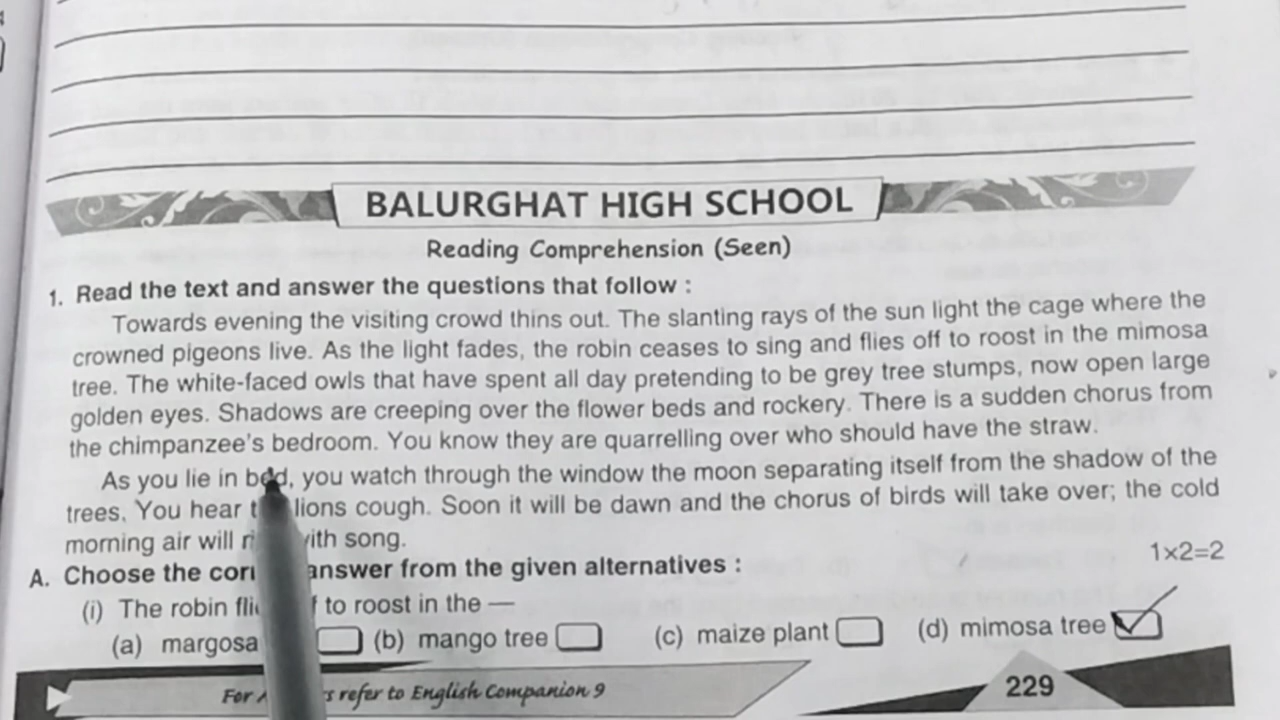 BALURGHAT HIGH SCHOOL
Reading Comprehension (Seen)
1. Read the text and answer the questions that follow :
Towards evening the visiting crowd thins out. The slanting rays of the sun light the cage where the
crowned pigeons live. As the light fades, the robin ceases to sing and flies off to roost in the mimosa
tree. The white-faced owls that have spent all day pretending to be grey tree stumps, now open large
golden eyes. Shadows are creeping over the flower beds and rockery. There is a sudden chorus from
the chimpanzee's bedroom. You know they are quarrelling over who should have the straw.
As you lie in bed, you watch through the window the moon separating itself from the shadow of the
trees. You hear lions cough. Soon it will be dawn and the chorus of birds will take over; the cold
morning air will with song.
A. Choose the answer from the given alternatives : 1×2=2
(i) The robin to roost in the —
(a) margosa (b) mango tree (c) maize plant (d) mimosa tree
For refer to English Companion 9 229